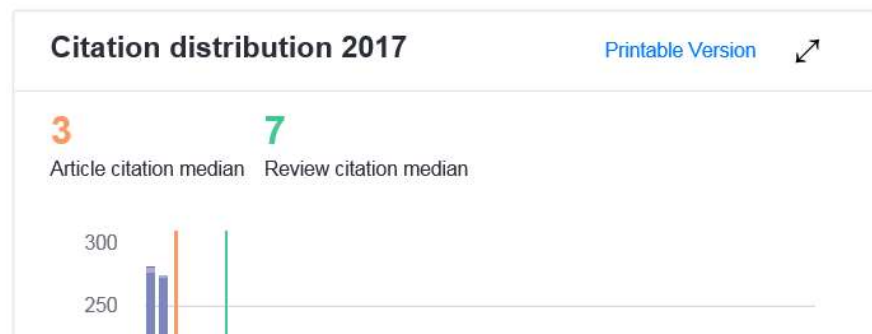 Citation distribution 2017 Printable Version
3 7
Article citation median Review citation median
300
250